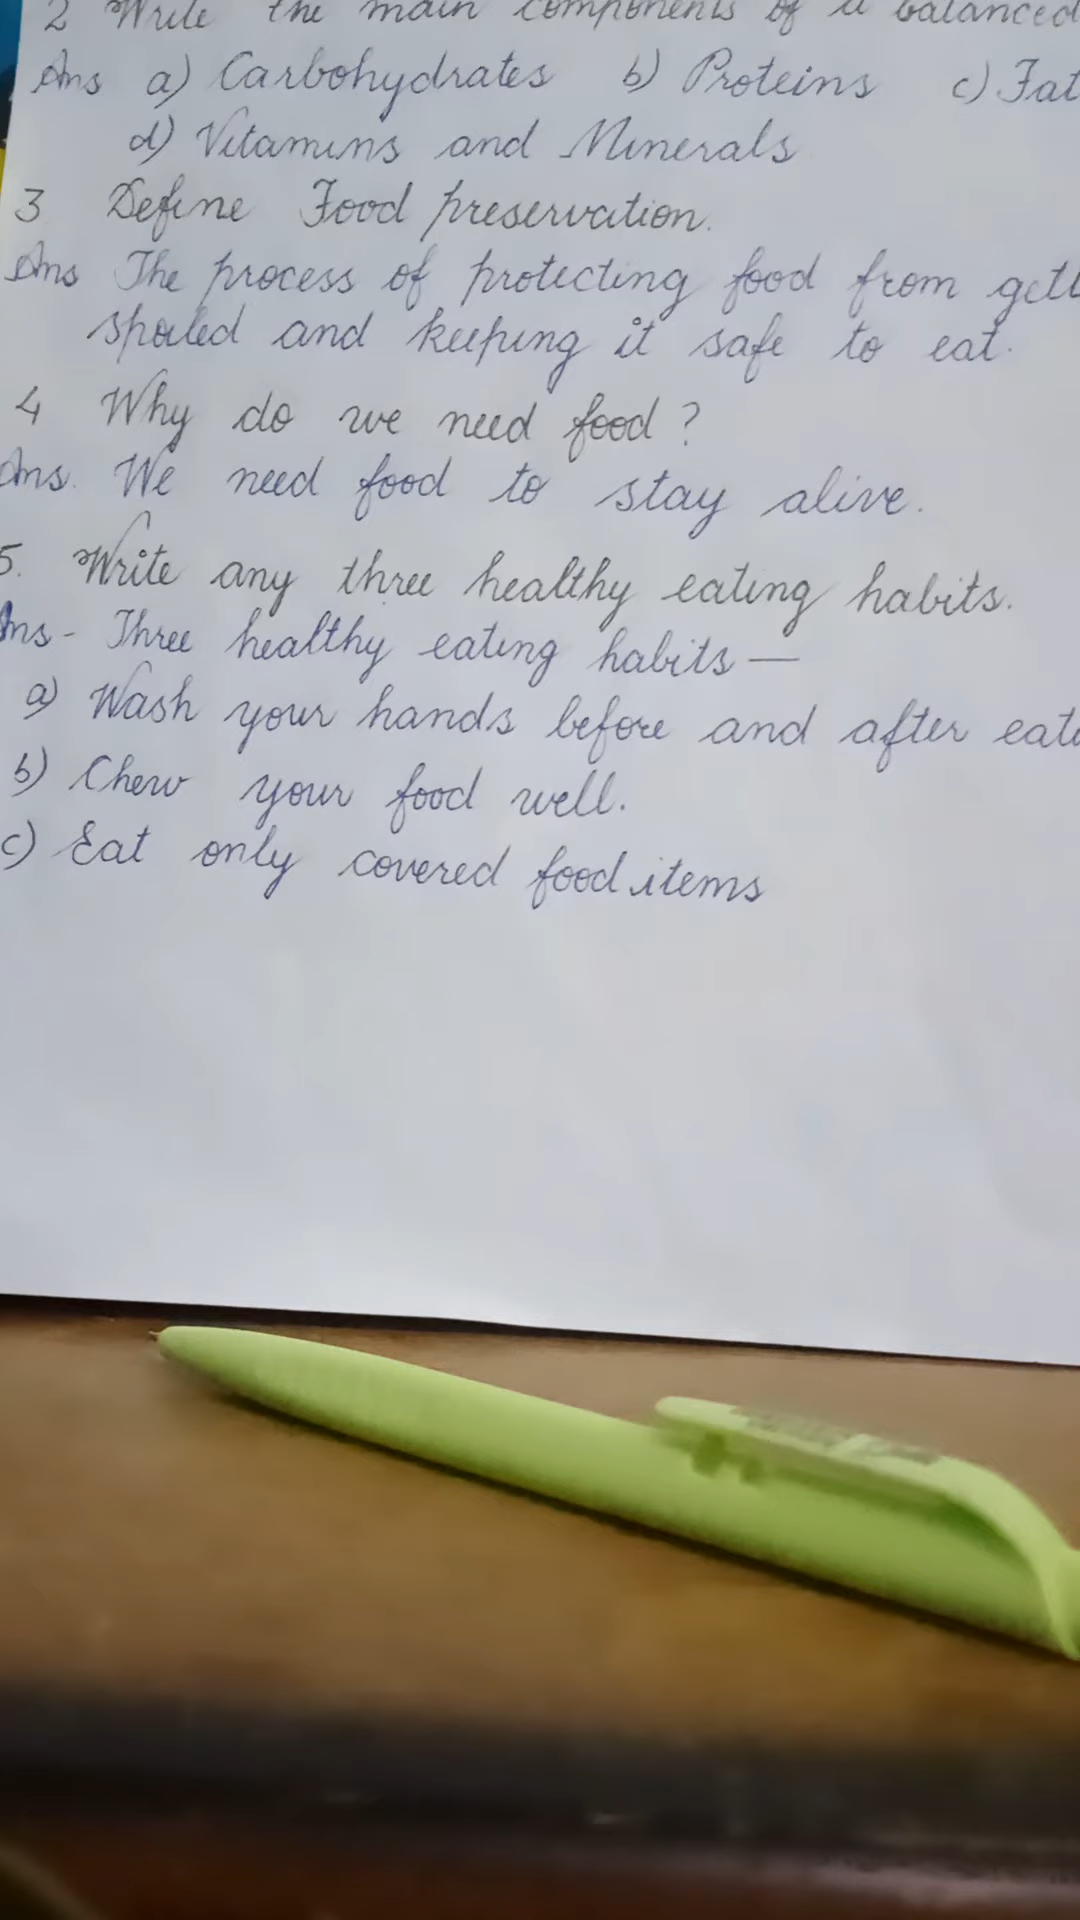 2 Write the main components of a balanced
Ans a) Carbohydrates b) Proteins c) Fat
d) Vitamins and Minerals
3 Define Food preservation.
Ans The process of protecting food from gett
spoiled and keeping it safe to eat.
4 Why do we need food?
Ans. We need food to stay alive.
5. Write any three healthy eating habits.
Ans- Three healthy eating habits —
a) Wash your hands before and after eati
b) Chew your food well.
c) Eat only covered food items